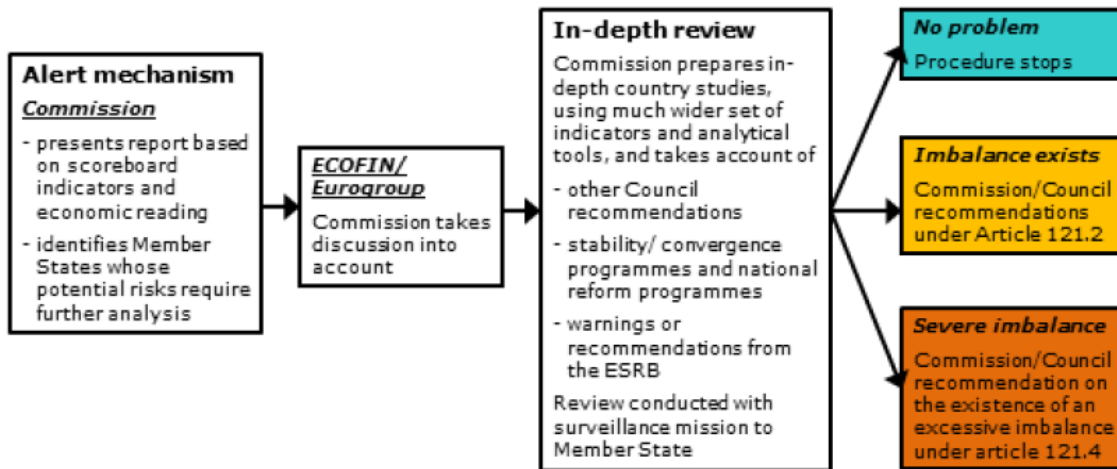 Alert mechanism
Commission
- presents report based
on scoreboard
indicators and
economic reading
- identifies Member
States whose
potential risks require
further analysis
ECOFIN/
Eurogroup
Commission takes
discussion into
account
In-depth review
Commission prepares in-
depth country studies,
using much wider set of
indicators and analytical
tools, and takes account of
- other Council
recommendations
- stability/ convergence
programmes and national
reform programmes
- warnings or
recommendations from
the ESRB
Review conducted with
surveillance mission to
Member State
No problem
Procedure stops
Imbalance exists
Commission/Council
recommendations
under Article 121.2
Severe imbalance
Commission/Council
recommendation on
the existence of an
excessive imbalance
under article 121.4